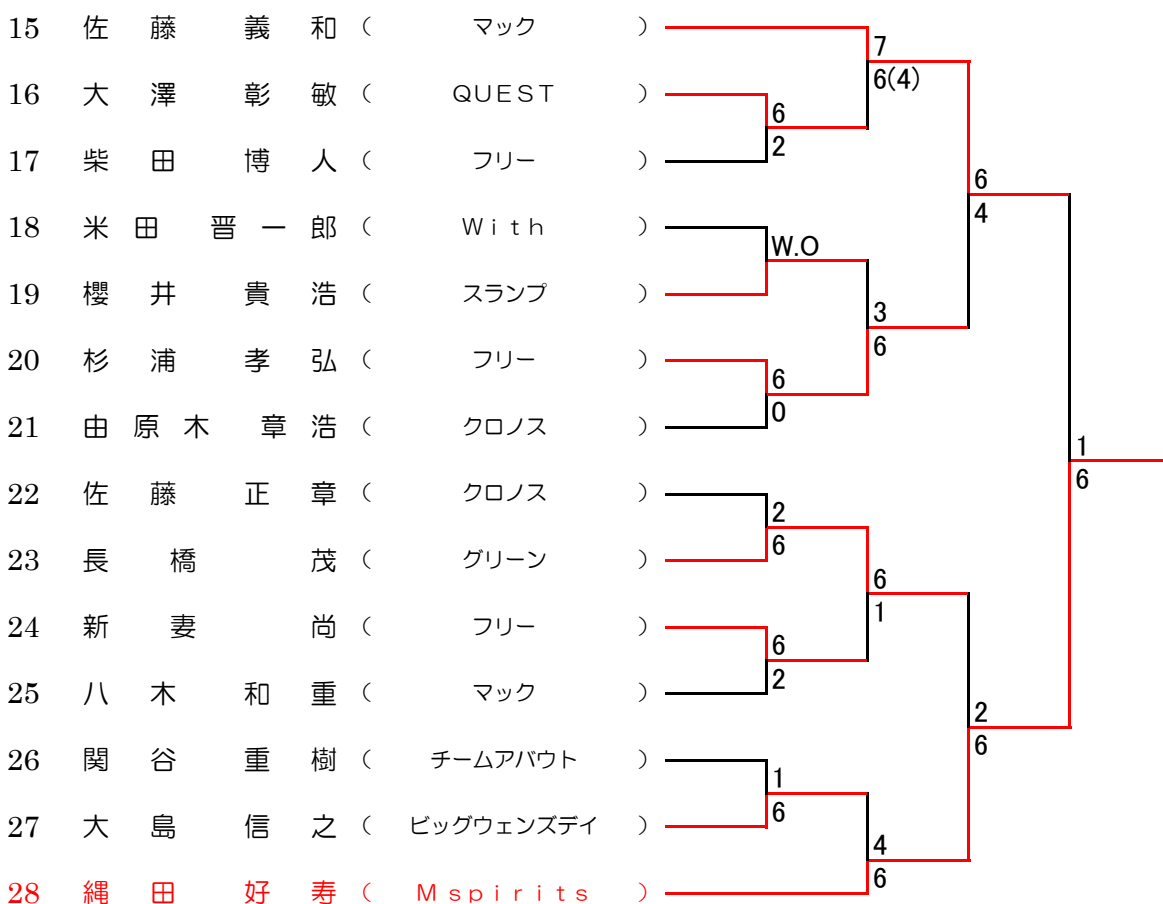 15 佐藤 義和 ( マック )
7
16 大澤 彰敏 ( QUEST )
6(4)
6
17 柴田 博人 ( フリー )
2
6
18 米田 晋一郎 ( With )
4
W.O
19 櫻井 貴浩 ( スランプ )
3
20 杉浦 孝弘 ( フリー )
6
6
21 由原木 章浩 ( クロノス )
0
1
22 佐藤 正章 ( クロノス )
6
2
23 長橋 茂 ( グリーン )
6
6
24 新妻 尚 ( フリー )
1
6
25 八木 和重 ( マック )
2
2
26 関谷 重樹 ( チームアバウト )
6
1
27 大島 信之 ( ビッグウェンズデイ )
6
4
28 縄田 好寿 ( Mspirits )
6